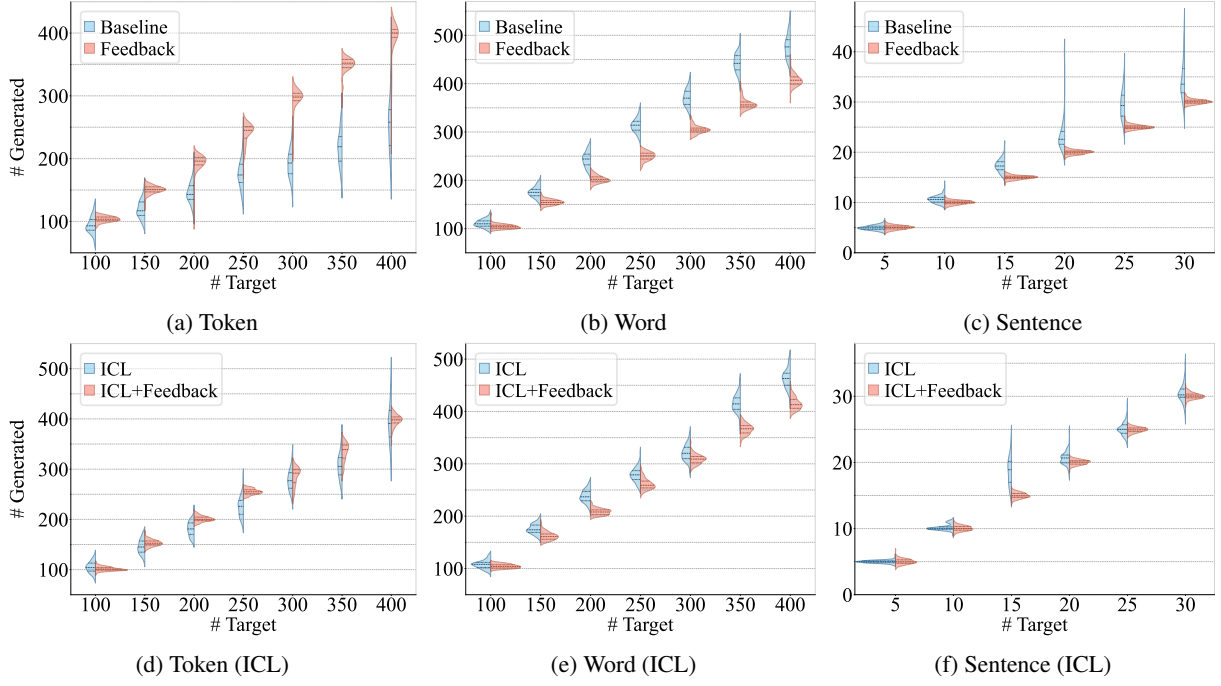 Baseline
Feedback
400
300
200
100
# Generated
100 150 200 250 300 350 400
# Target
(a) Token
Baseline
Feedback
500
400
300
200
100
100 150 200 250 300 350 400
# Target
(b) Word
Baseline
Feedback
40
30
20
10
0
5 10 15 20 25 30
# Target
(c) Sentence
ICL
ICL+Feedback
500
400
300
200
100
# Generated
100 150 200 250 300 350 400
# Target
(d) Token (ICL)
ICL
ICL+Feedback
500
400
300
200
100
100 150 200 250 300 350 400
# Target
(e) Word (ICL)
ICL
ICL+Feedback
30
20
10
0
5 10 15 20 25 30
# Target
(f) Sentence (ICL)